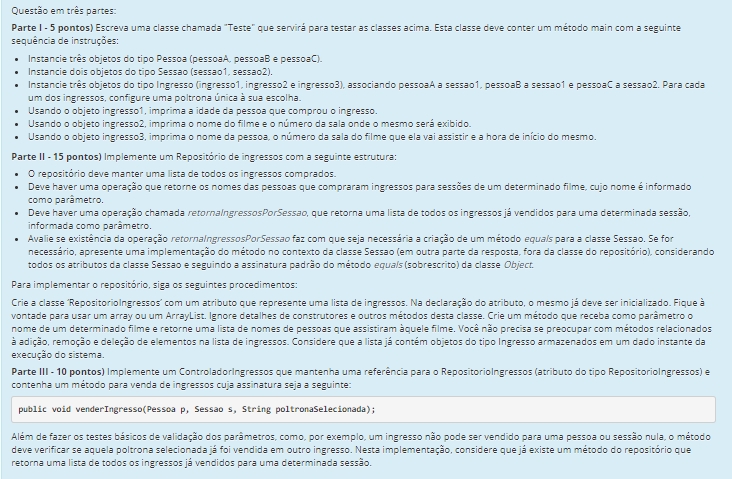 Questão em três partes:
Parte I - 5 pontos) Escreva uma classe chamada "Teste" que servirá para testar as classes acima. Esta classe deve conter um método main com a seguinte
sequência de instruções:
• Instancie três objetos do tipo Pessoa (pessoaA, pessoaB e pessoaC).
• Instancie dois objetos do tipo Sessao (sessao1, sessao2).
• Instancie três objetos do tipo Ingresso (ingresso1, ingresso2 e ingresso3), associando pessoaA a sessao1, pessoaB a sessao1 e pessoaC a sessao2. Para cada
um dos ingressos, configure uma poltrona única à sua escolha.
• Usando o objeto ingresso1, imprima a idade da pessoa que comprou o ingresso.
• Usando o objeto ingresso2, imprima o nome do filme e o número da sala onde o mesmo será exibido.
• Usando o objeto ingresso3, imprima o nome da pessoa, o número da sala do filme que ela vai assistir e a hora de início do mesmo.
Parte II - 15 pontos) Implemente um Repositório de ingressos com a seguinte estrutura:
• O repositório deve manter uma lista de todos os ingressos comprados.
• Deve haver uma operação que retorne os nomes das pessoas que compraram ingressos para sessões de um determinado filme, cujo nome é informado
como parâmetro.
• Deve haver uma operação chamada retornaIngressosPorSessao, que retorna uma lista de todos os ingressos já vendidos para uma determinada sessão,
informada como parâmetro.
• Avalie se existência da operação retornaIngressosPorSessao faz com que seja necessária a criação de um método equals para a classe Sessao. Se for
necessário, apresente uma implementação do método no contexto da classe Sessao (em outra parte da resposta, fora da classe do repositório), considerando
todos os atributos da classe Sessao e seguindo a assinatura padrão do método equals (sobrescrito) da classe Object.
Para implementar o repositório, siga os seguintes procedimentos:
Crie a classe 'RepositorioIngressos' com um atributo que represente uma lista de ingressos. Na declaração do atributo, o mesmo já deve ser inicializado. Fique à
vontade para usar um array ou um ArrayList. Ignore detalhes de construtores e outros métodos desta classe. Crie um método que receba como parâmetro o
nome de um determinado filme e retorne uma lista de nomes de pessoas que assistiram àquele filme. Você não precisa se preocupar com métodos relacionados
à adição, remoção e deleção de elementos na lista de ingressos. Considere que a lista já contém objetos do tipo Ingresso armazenados em um dado instante da
execução do sistema.
Parte III - 10 pontos) Implemente um ControladorIngressos que mantenha uma referência para o RepositorioIngressos (atributo do tipo RepositorioIngressos) e
contenha um método para venda de ingressos cuja assinatura seja a seguinte:
public void venderIngresso(Pessoa p, Sessao s, String poltronaSelecionada);
Além de fazer os testes básicos de validação dos parâmetros, como, por exemplo, um ingresso não pode ser vendido para uma pessoa ou sessão nula, o método
deve verificar se aquela poltrona selecionada já foi vendida em outro ingresso. Nesta implementação, considere que já existe um método do repositório que
retorna uma lista de todos os ingressos já vendidos para uma determinada sessão.